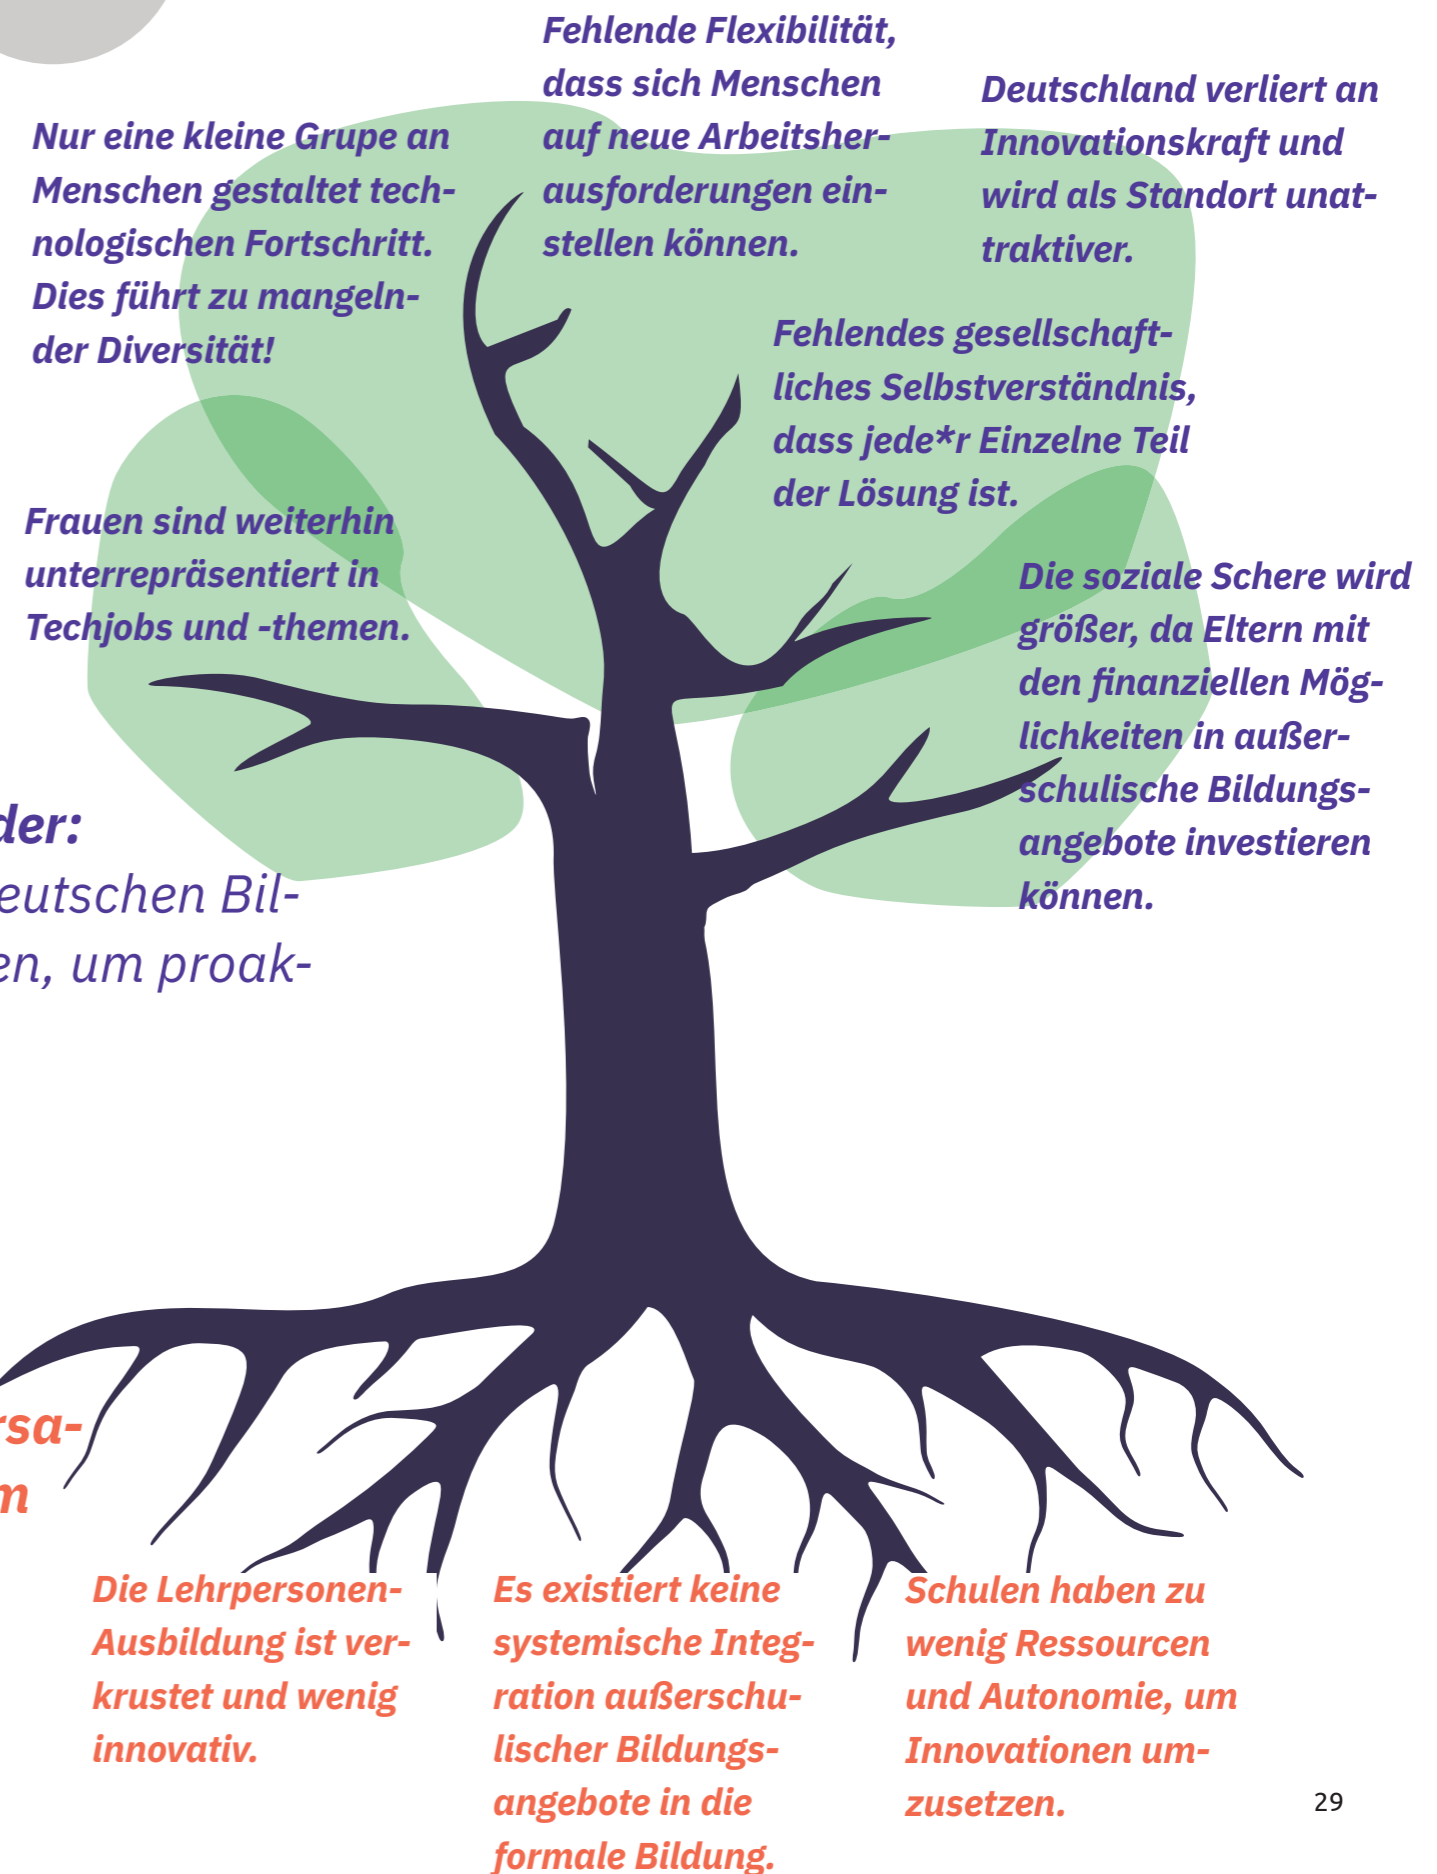 Fehlende Flexibilität,
dass sich Menschen
auf neue Arbeitsher-
ausforderungen ein-
stellen können.
Deutschland verliert an
Innovationskraft und
wird als Standort unat-
traktiver.
Nur eine kleine Grupe an
Menschen gestaltet tech-
nologischen Fortschritt.
Dies führt zu mangeln-
der Diversität!
Fehlendes gesellschaft-
liches Selbstverständnis,
dass jede*r Einzelne Teil
der Lösung ist.
Frauen sind weiterhin
unterrepräsentiert in
Techjobs und -themen.
Die soziale Schere wird
größer, da Eltern mit
den finanziellen Mög-
lichkeiten in außer-
schulische Bildungs-
angebote investieren
können.
der:
eutschen Bil-
en, um proak-
rsa-
m
Die Lehrpersonen-
Ausbildung ist ver-
krustet und wenig
innovativ.
Es existiert keine
systemische Integ-
ration außerschu-
lischer Bildungs-
angebote in die
formale Bildung.
Schulen haben zu
wenig Ressourcen
und Autonomie, um
Innovationen um-
zusetzen.
29